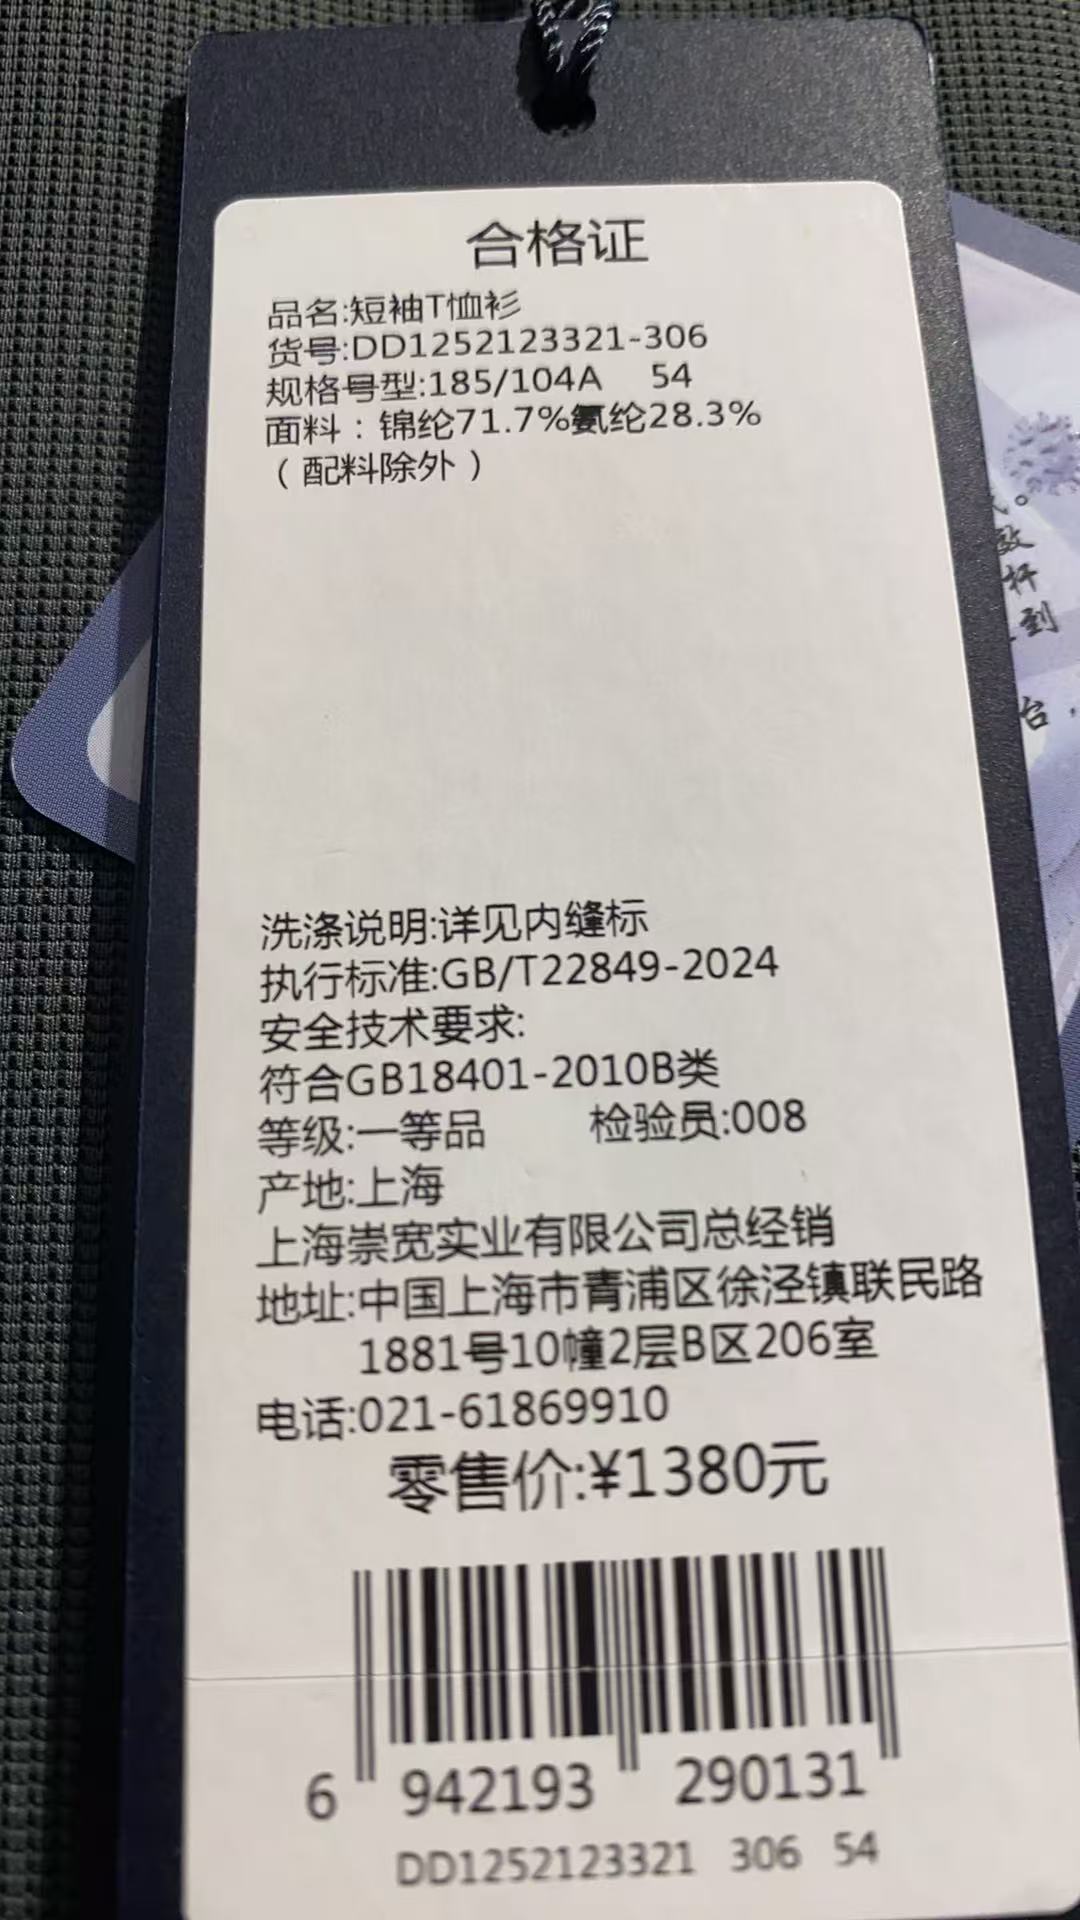 合格证
品名:短袖T恤衫
货号:DD1252123321-306
规格号型:185/104A 54
面料：锦纶71.7%氨纶28.3%
（配料除外）
洗涤说明:详见内缝标
执行标准:GB/T22849-2024
安全技术要求:
符合GB18401-2010B类
等级:一等品 检验员:008
产地:上海
上海崇宽实业有限公司总经销
地址:中国上海市青浦区徐泾镇联民路
1881号10幢2层B区206室
电话:021-61869910
零售价:¥1380元
6 942193 290131
DD1252123321 306 54
。
致
杆
到
台，